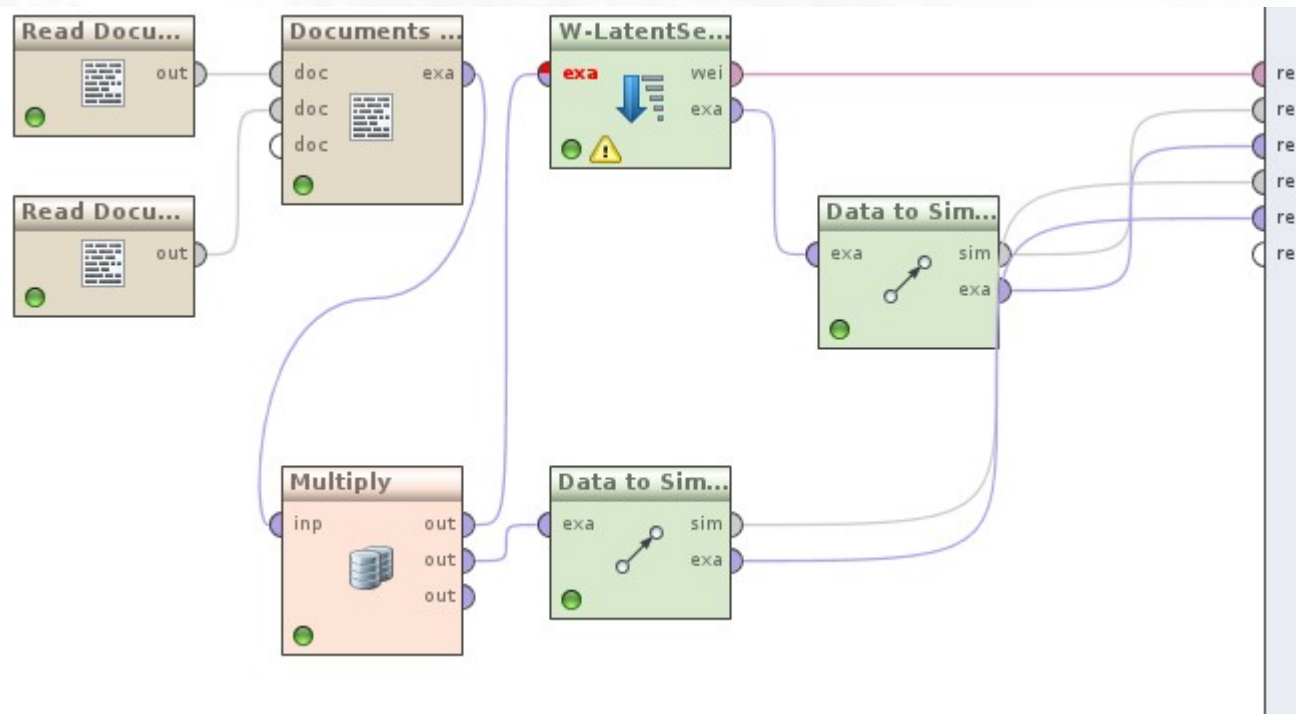 Read Docu...
out
Documents ...
doc
exa
doc
doc
W-LatentSe...
exa
wei
exa
re
re
re
re
re
re
Read Docu...
out
Data to Sim...
exa
sim
exa
Multiply
inp
out
out
out
Data to Sim...
exa
sim
exa